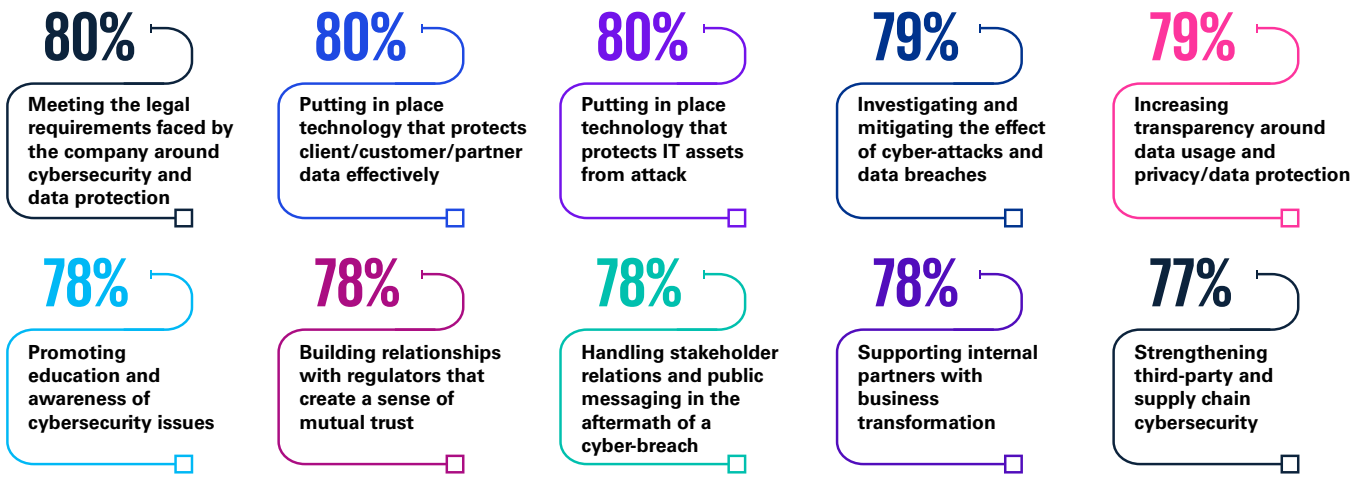 80%
Meeting the legal
requirements faced by
the company around
cybersecurity and
data protection
80%
Putting in place
technology that protects
client/customer/partner
data effectively
80%
Putting in place
technology that
protects IT assets
from attack
79%
Investigating and
mitigating the effect
of cyber-attacks and
data breaches
79%
Increasing
transparency around
data usage and
privacy/data protection
78%
Promoting
education and
awareness of
cybersecurity issues
78%
Building relationships
with regulators that
create a sense of
mutual trust
78%
Handling stakeholder
relations and public
messaging in the
aftermath of a
cyber-breach
78%
Supporting internal
partners with
business
transformation
77%
Strengthening
third-party and
supply chain
cybersecurity